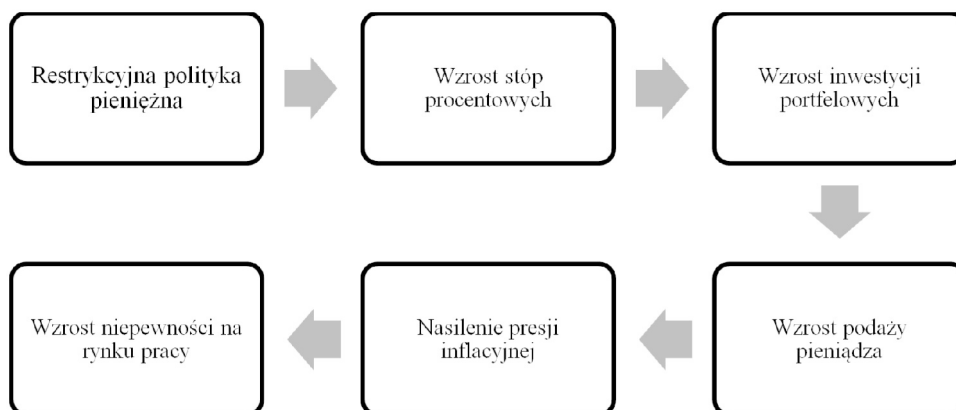 Restrykcyjna polityka
pieniężna
Wzrost stóp
procentowych
Wzrost inwestycji
portfelowych
Wzrost podaży
pieniądza
Nasilenie presji
inflacyjnej
Wzrost niepewności na
rynku pracy